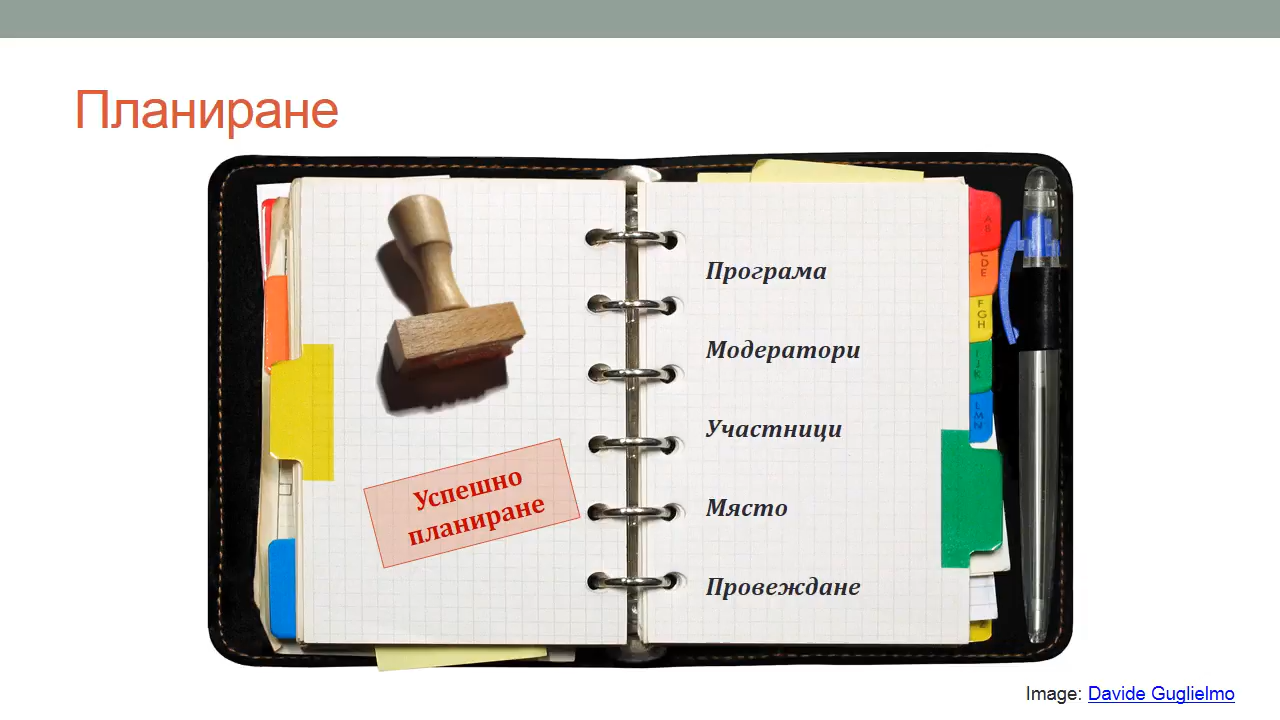 Планиране
Успешно
планиране
Програма
Модератори
Участници
Място
Провеждане
A B
C D E
F G H
L M N
Image: Davide Guglielmo